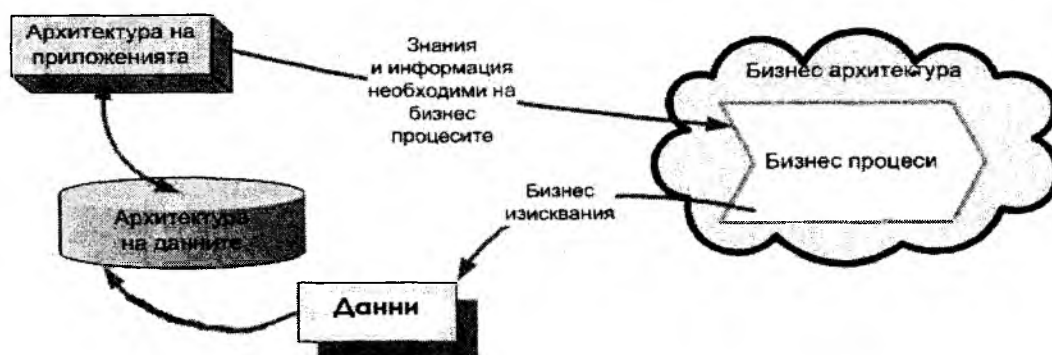 Архитектура на
приложенията
Знания
и информация
необходими на
бизнес
процесите
Бизнес архитектура
Бизнес процеси
Бизнес
изисквания
Архитектура
на данните
Данни